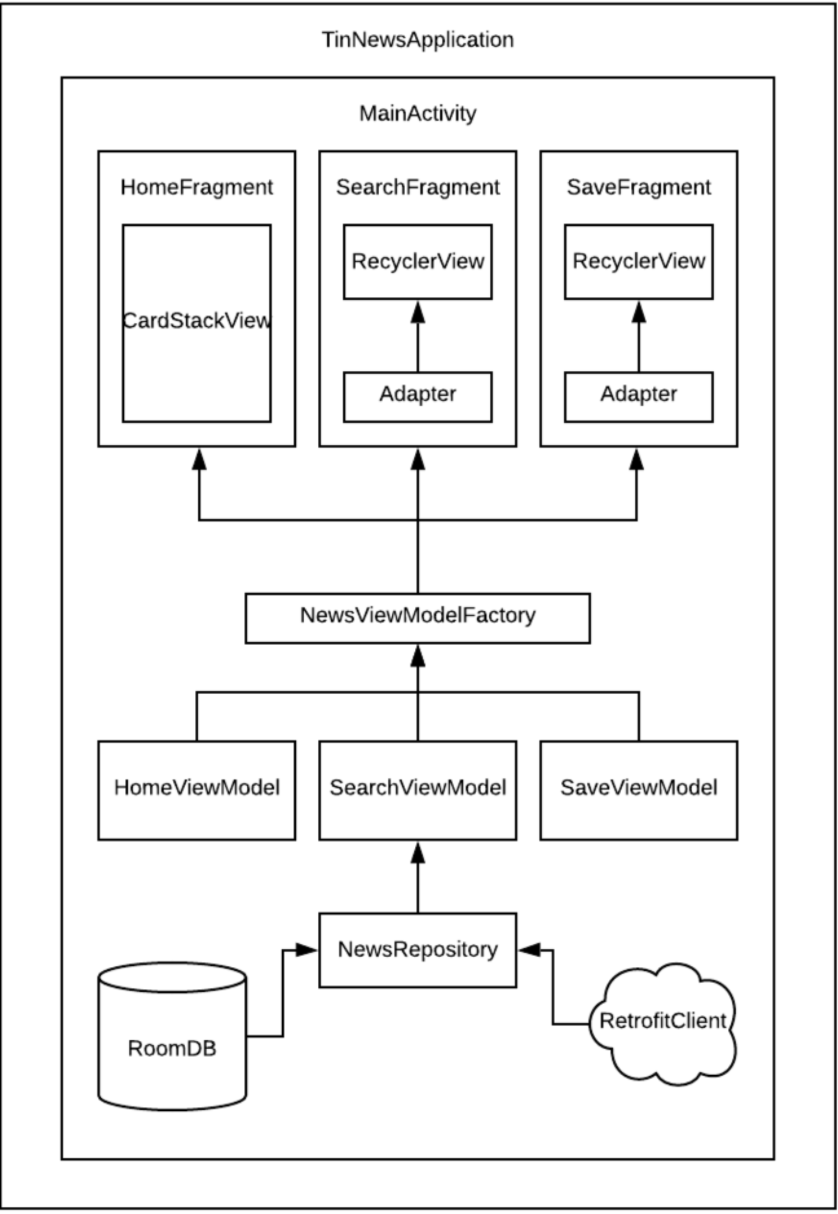 TinNewsApplication
MainActivity
HomeFragment
CardStackView
SearchFragment
RecyclerView
Adapter
SaveFragment
RecyclerView
Adapter
NewsViewModelFactory
HomeViewModel
SearchViewModel
SaveViewModel
NewsRepository
RoomDB
RetrofitClient